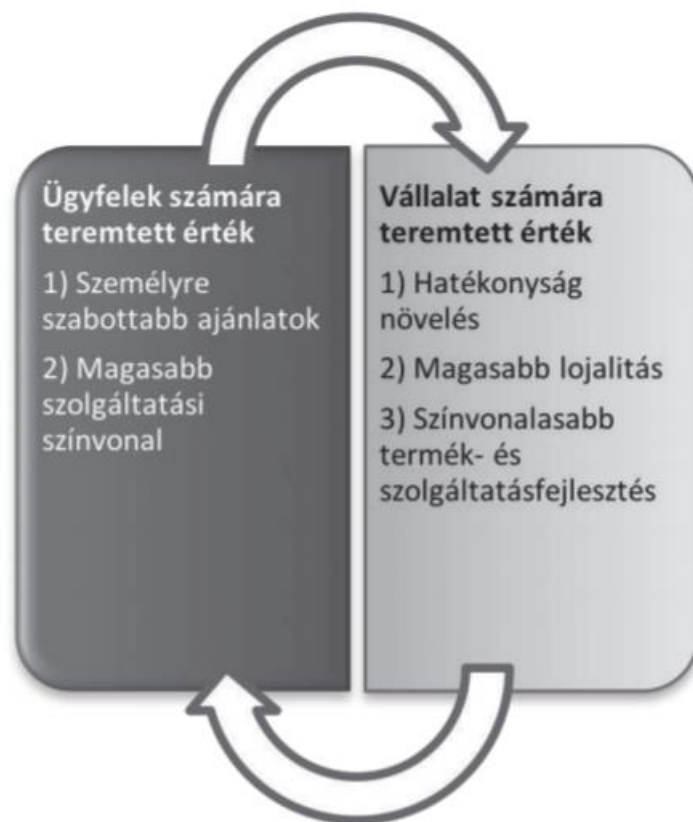 Ügyfelek számára
teremtett érték
1) Személyre
szabottabb ajánlatok
2) Magasabb
szolgáltatási
színvonal
Vállalat számára
teremtett érték
1) Hatékonyság
növelés
2) Magasabb lojalitás
3) Színvonalasabb
termék- és
szolgáltatásfejlesztés